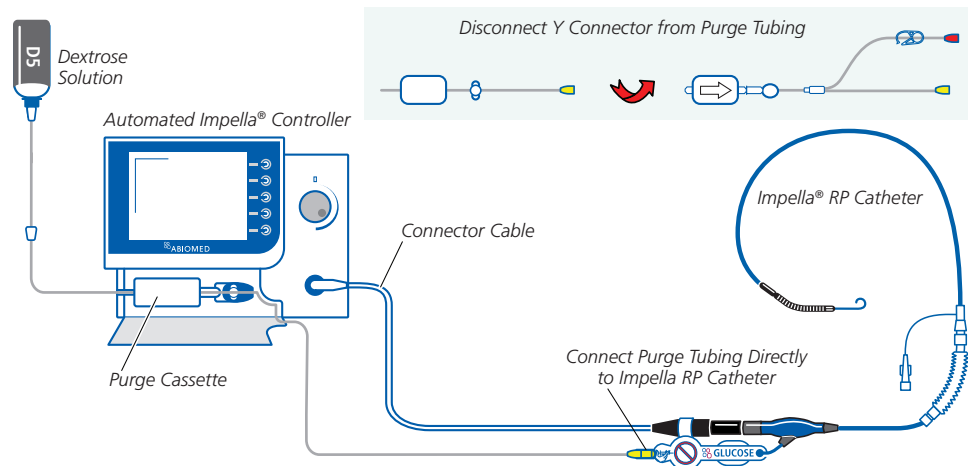 Disconnect Y Connector from Purge Tubing
D5
Dextrose
Solution
Automated Impella® Controller
ABIOMED
Impella® RP Catheter
Connector Cable
Purge Cassette
Connect Purge Tubing Directly
to Impella RP Catheter
GLUCOSE